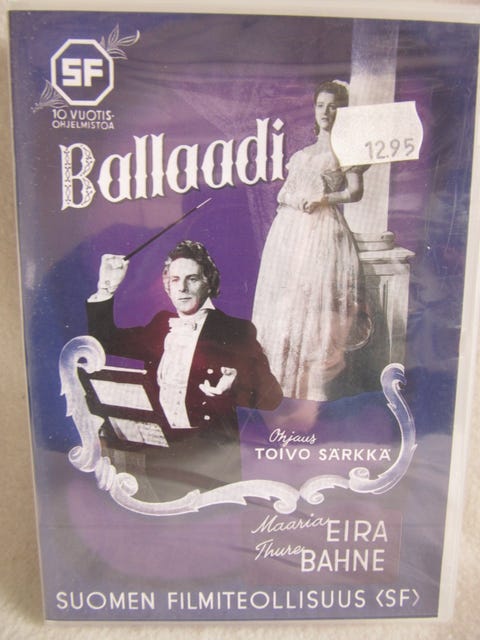 SF
10 VUOTIS-
OHJELMISTOA
12.95
Ballaadi
Ohjaus
TOIVO SÄRKKÄ
Maaria EIRA
Thure BAHNE
SUOMEN FILMITEOLLISUUS <SF>